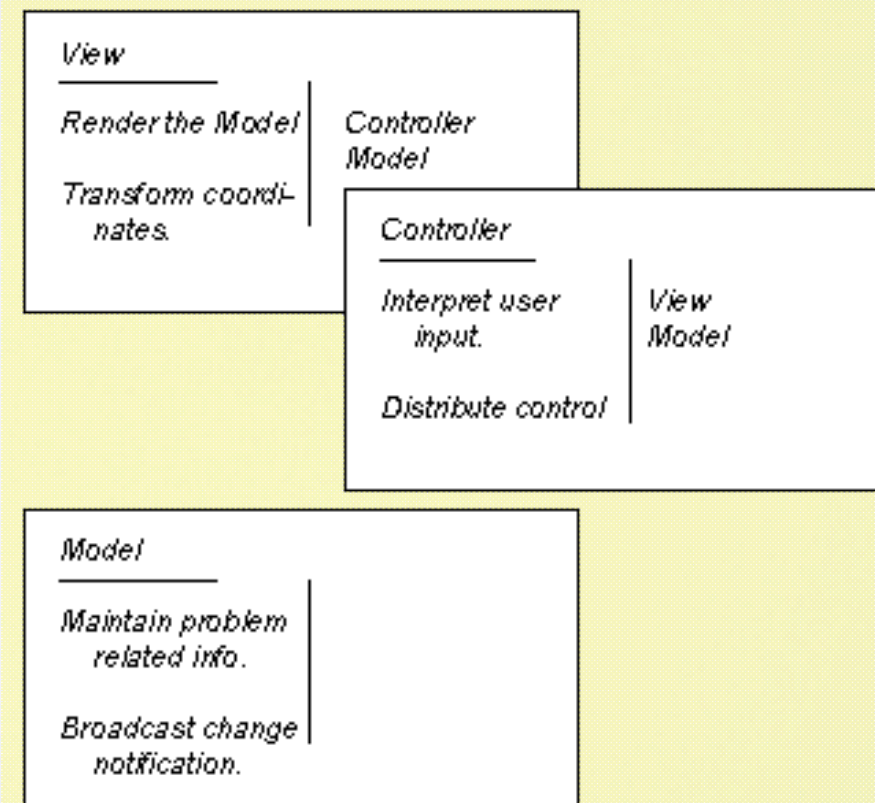 View
Render the Model
Transform coordi-
nates.
Controller
Model
Controller
Interpret user
input.
Distribute control
View
Model
Model
Maintain problem
related info.
Broadcast change
notification.